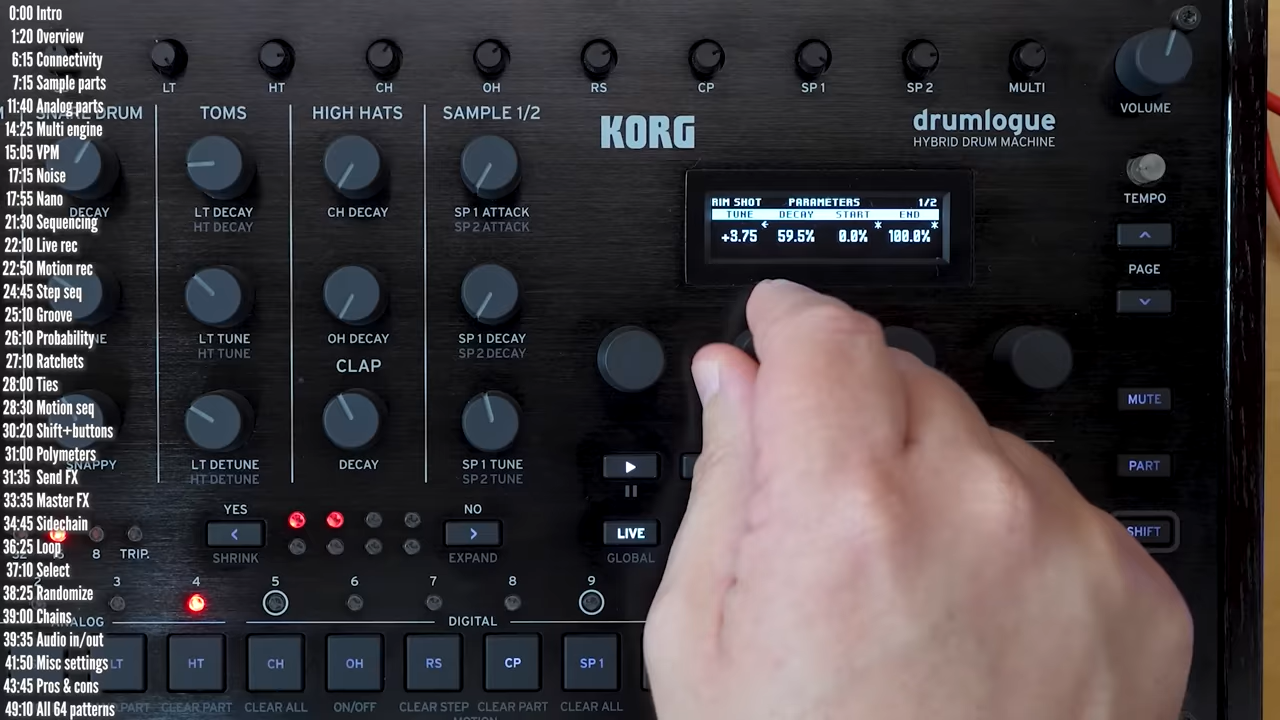 0:00 Intro
1:20 Overview
6:15 Connectivity
7:15 Sample parts
11:40 Analog parts
14:25 Multi engine
15:05 VPM
17:15 Noise
17:55 Nano
21:30 Sequencing
22:10 Live rec
22:50 Motion rec
24:45 Step seq
25:10 Groove
26:10 Probability
27:10 Ratchets
28:00 Ties
28:30 Motion seq
30:20 Shift+buttons
31:00 Polymeters
31:35 Send FX
33:35 Master FX
34:45 Sidechain
36:25 Loop
37:10 Select
38:25 Randomize
39:00 Chains
39:35 Audio in/out
41:50 Misc settings
43:45 Pros & cons
49:10 All 64 patterns
LT HT CH OH RS CP SP 1 SP 2 MULTI
DRUM TOMS HIGH HATS SAMPLE 1/2
KORG
drumlogue
HYBRID DRUM MACHINE
VOLUME
TEMPO
PAGE
RIM SHOT PARAMETERS 1/2
TUNE DECAY START END
+3.75 59.5% 0.0% 100.0%
DECAY LT DECAY CH DECAY SP 1 ATTACK
HT DECAY SP 2 ATTACK
LT TUNE OH DECAY SP 1 DECAY
HT TUNE SP 2 DECAY
CLAP
SNAPPY LT DETUNE DECAY SP 1 TUNE
HT DETUNE SP 2 TUNE
MUTE
PART
SHIFT
YES NO
SHRINK EXPAND
LIVE
GLOBAL
8 TRIP.
3 4 5 6 7 8 9
DIGITAL
LT HT CH OH RS CP SP 1
CLEAR PART CLEAR ALL ON/OFF CLEAR STEP CLEAR PART CLEAR ALL